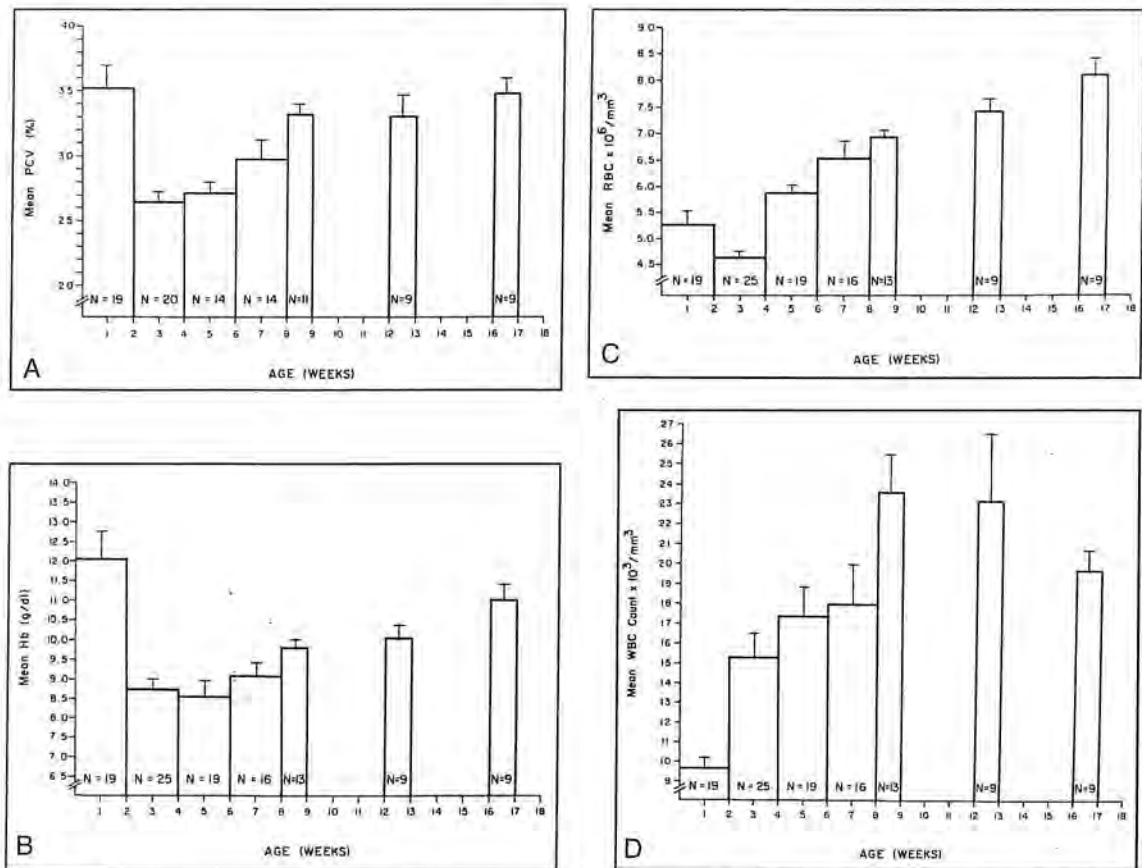 40
35
30
25
20
Mean PCV (%)
N = 19 N = 20 N = 14 N = 14 N=11 N=9 N=9
1 2 3 4 5 6 7 8 9 10 11 12 13 14 15 16 17 18
AGE (WEEKS)
A
14.0
13.5
13.0
12.5
12.0
11.5
11.0
10.5
10.0
9.5
9.0
8.5
8.0
7.5
7.0
6.5
Mean Hb (g/dl)
N = 19 N = 25 N = 19 N = 16 N=13 N=9 N=9
1 2 3 4 5 6 7 8 9 10 11 12 13 14 15 16 17 18
AGE (WEEKS)
B
9.0
8.5
8.0
7.5
7.0
6.5
6.0
5.5
5.0
4.5
Mean RBC x 10⁶/mm³
N = 19 N = 25 N = 19 N = 16 N=13 N=9 N=9
1 2 3 4 5 6 7 8 9 10 11 12 13 14 15 16 17 18
AGE (WEEKS)
C
27
26
25
24
23
22
21
20
19
18
17
16
15
14
13
12
11
10
9
Mean WBC Count x 10³/mm³
N = 19 N = 25 N = 19 N = 16 N=13 N=9 N=9
1 2 3 4 5 6 7 8 9 10 11 12 13 14 15 16 17 18
AGE (WEEKS)
D